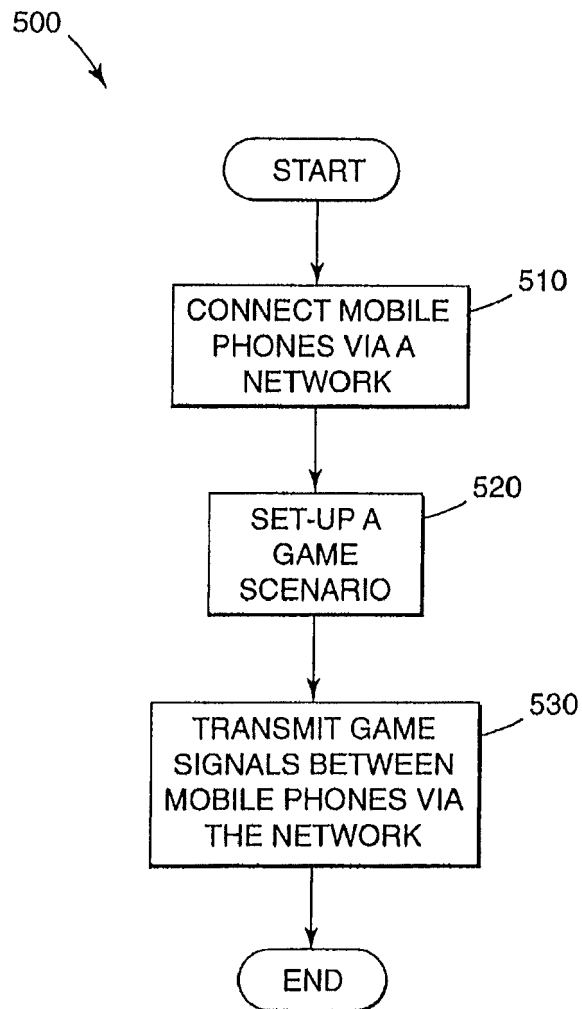 500
START
510
CONNECT MOBILE
PHONES VIA A
NETWORK
520
SET-UP A
GAME
SCENARIO
530
TRANSMIT GAME
SIGNALS BETWEEN
MOBILE PHONES VIA
THE NETWORK
END